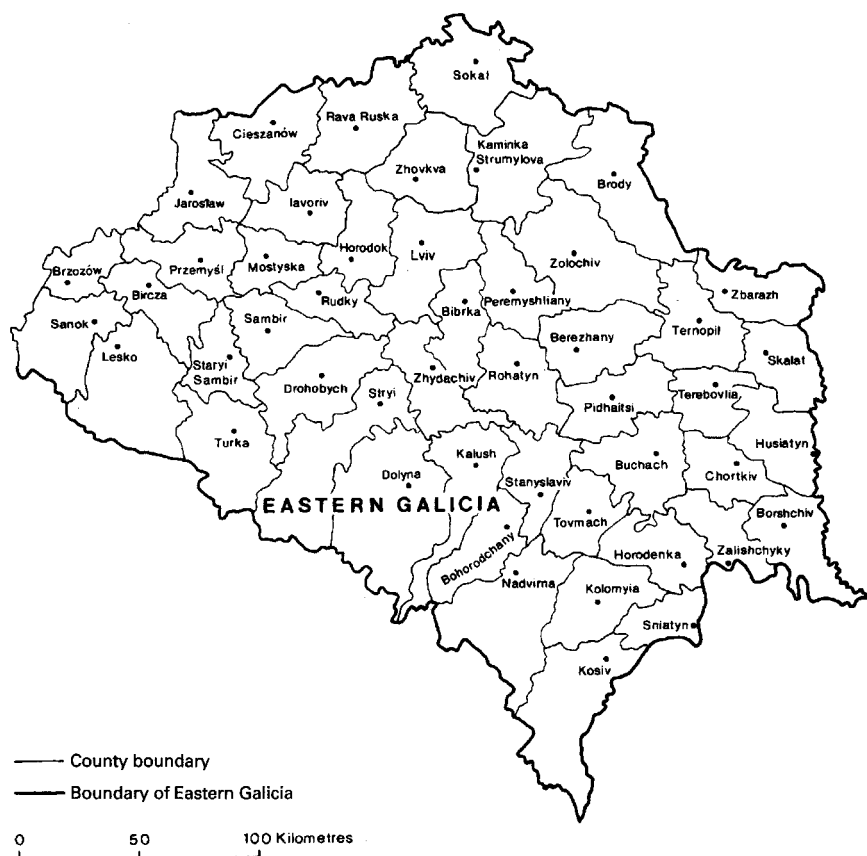 Sokal
Rava Ruska
Cieszanów
Kaminka
Strumylova
Zhovkva
Brody
Jarosław
Iavoriv
Horodok
Lviv
Zolochiv
Brzozów
Przemyśl
Mostyska
Bircza
Rudky
Bibrka
Peremyshliany
Zbarazh
Sanok
Lesko
Sambir
Berezhany
Ternopil
Staryi
Sambir
Drohobych
Stryi
Zhydachiv
Rohatyn
Skalat
Pidhaitsi
Terebovlia
Turka
Husiatyn
Kalush
Buchach
Chortkiv
Dolyna
Stanyslaviv
EASTERN GALICIA
Tovmach
Borshchiv
Bohorodchany
Horodenka
Zalishchyky
Nadvirna
Kolomyia
Sniatyn
Kosiv
County boundary
Boundary of Eastern Galicia
0 50 100 Kilometres